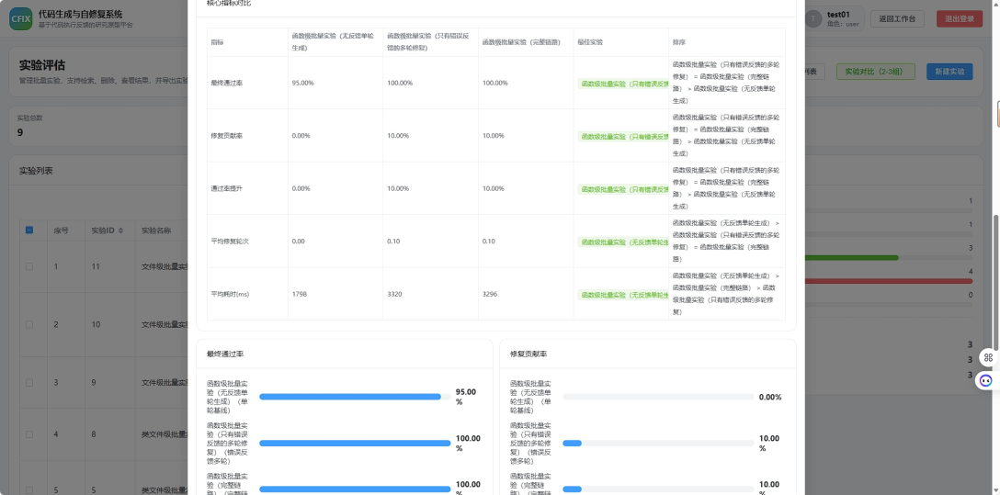 核心指标对比
CFIX
代码生成与自修复系统
基于代码执行反馈的研究原型平台
T
test01
角色: user
返回工作台
退出登录
实验评估
管理批量实验，支持检索、删除、查看结果，并导出实验
列表
实验对比（2-3组）
新建实验
实验总数
9
实验列表
序号
实验ID
实验名称
1
11
文件级批量实
2
10
文件级批量实
3
9
文件级批量实
4
8
类文件级批量
5
5
类文件级批量
指标
函数级批量实验（无反馈单轮
生成）
函数级批量实验（只有错误反
馈的多轮修复）
函数级批量实验（完整链路）
最佳实验
排序
最终通过率
95.00%
100.00%
100.00%
函数级批量实验（只有错误反馈
函数级批量实验（只有错误反馈的多轮
修复） = 函数级批量实验（完整链
路） > 函数级批量实验（无反馈单轮
生成）
修复贡献率
0.00%
10.00%
10.00%
函数级批量实验（只有错误反馈
函数级批量实验（只有错误反馈的多轮
修复） = 函数级批量实验（完整链
路） > 函数级批量实验（无反馈单轮
生成）
通过率提升
0.00%
10.00%
10.00%
函数级批量实验（只有错误反馈
函数级批量实验（只有错误反馈的多轮
修复） = 函数级批量实验（完整链
路） > 函数级批量实验（无反馈单轮
生成）
平均修复轮次
0.00
0.10
0.10
函数级批量实验（无反馈单轮生
函数级批量实验（无反馈单轮生成） >
函数级批量实验（只有错误反馈的多轮
修复） = 函数级批量实验（完整链
路）
平均耗时(ms)
1798
3320
3296
函数级批量实验（无反馈单轮生
函数级批量实验（无反馈单轮生成） >
函数级批量实验（完整链路） > 函数
级批量实验（只有错误反馈的多轮修
复）
最终通过率
函数级批量实
验（无反馈单
轮生成）（单
轮基线）
95.00
%
函数级批量实
验（只有错误
反馈的多轮修
复）（错误反
馈多轮）
100.00
%
函数级批量实
验（完整链
路）（完整链
100.00
%
修复贡献率
函数级批量实
验（无反馈单
轮生成）（单
轮基线）
0.00%
函数级批量实
验（只有错误
反馈的多轮修
复）（错误反
馈多轮）
10.00
%
函数级批量实
验（完整链
路）（完整链
10.00
%
1
1
3
4
0
3
3
3